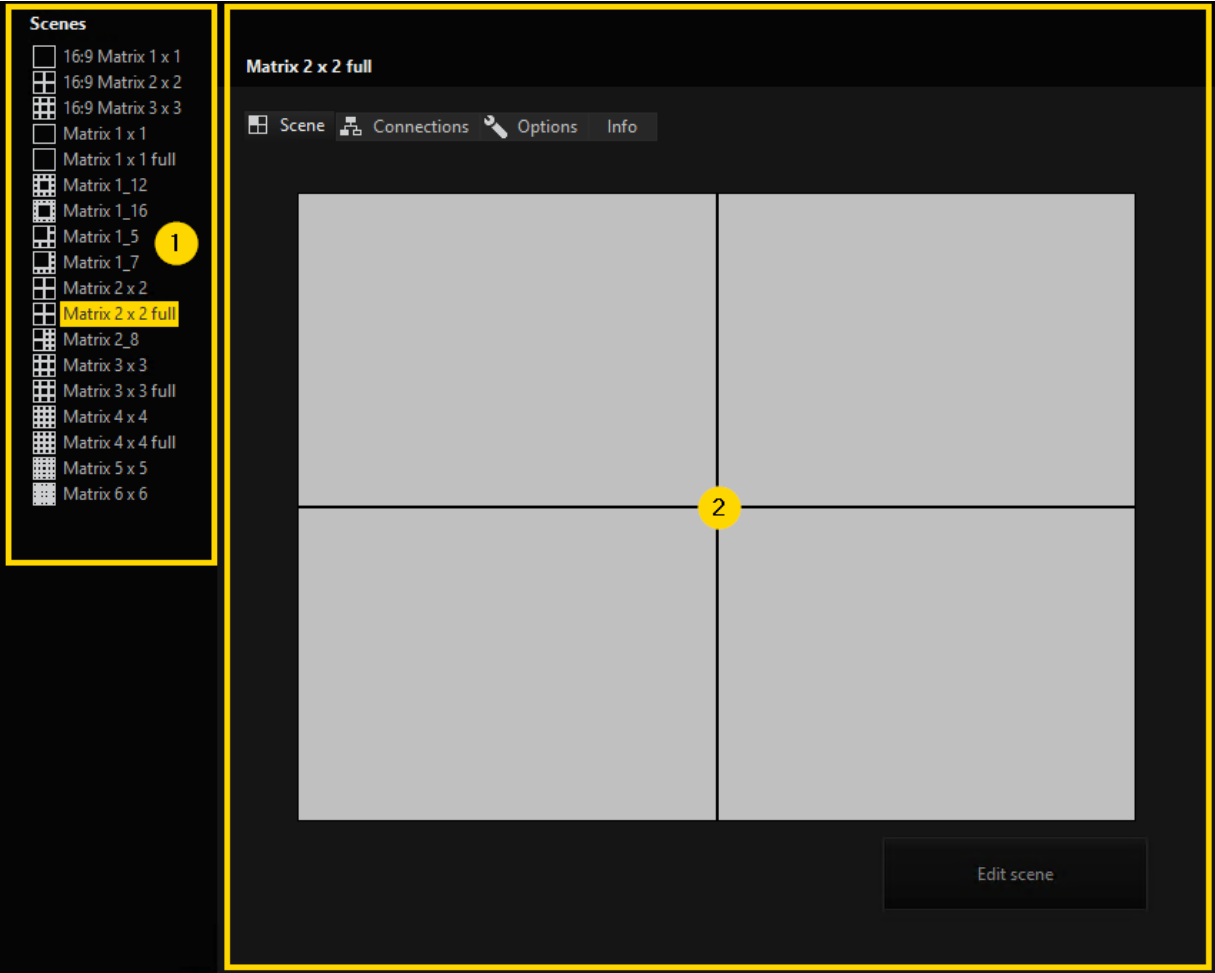 Scenes
16:9 Matrix 1 x 1
16:9 Matrix 2 x 2
16:9 Matrix 3 x 3
Matrix 1 x 1
Matrix 1 x 1 full
Matrix 1_12
Matrix 1_16
Matrix 1_5
Matrix 1_7
Matrix 2 x 2
Matrix 2 x 2 full
Matrix 2_8
Matrix 3 x 3
Matrix 3 x 3 full
Matrix 4 x 4
Matrix 4 x 4 full
Matrix 5 x 5
Matrix 6 x 6
1
Matrix 2 x 2 full
Scene Connections Options Info
2
Edit scene